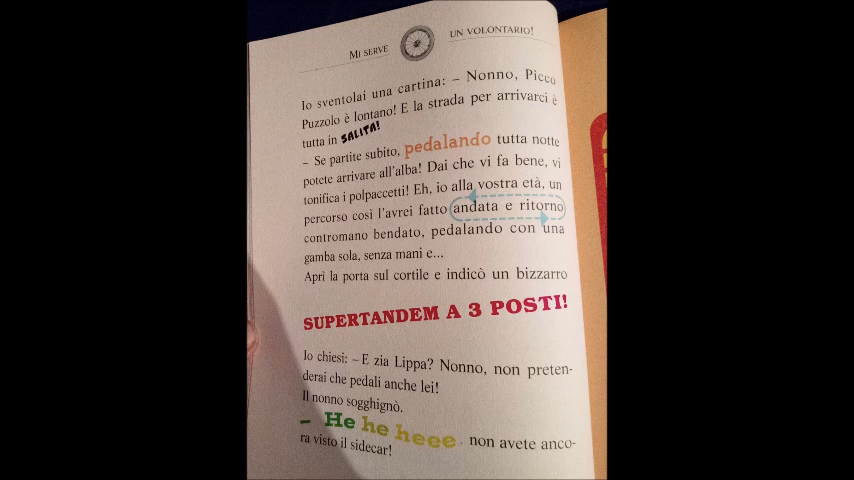 MI SERVE UN VOLONTARIO!
Io sventolai una cartina: – Nonno, Picco
Puzzolo è lontano! E la strada per arrivarci è
tutta in SALITA!
– Se partite subito, pedalando tutta notte
potete arrivare all'alba! Dai che vi fa bene, vi
tonifica i polpaccetti! Eh, io alla vostra età, un
percorso così l'avrei fatto andata e ritorno
contromano bendato, pedalando con una
gamba sola, senza mani e...
Aprì la porta sul cortile e indicò un bizzarro
SUPERTANDEM A 3 POSTI!
Io chiesi: – E zia Lippa? Nonno, non preten-
derai che pedali anche lei!
Il nonno sogghignò.
– He he heee, non avete anco-
ra visto il sidecar!